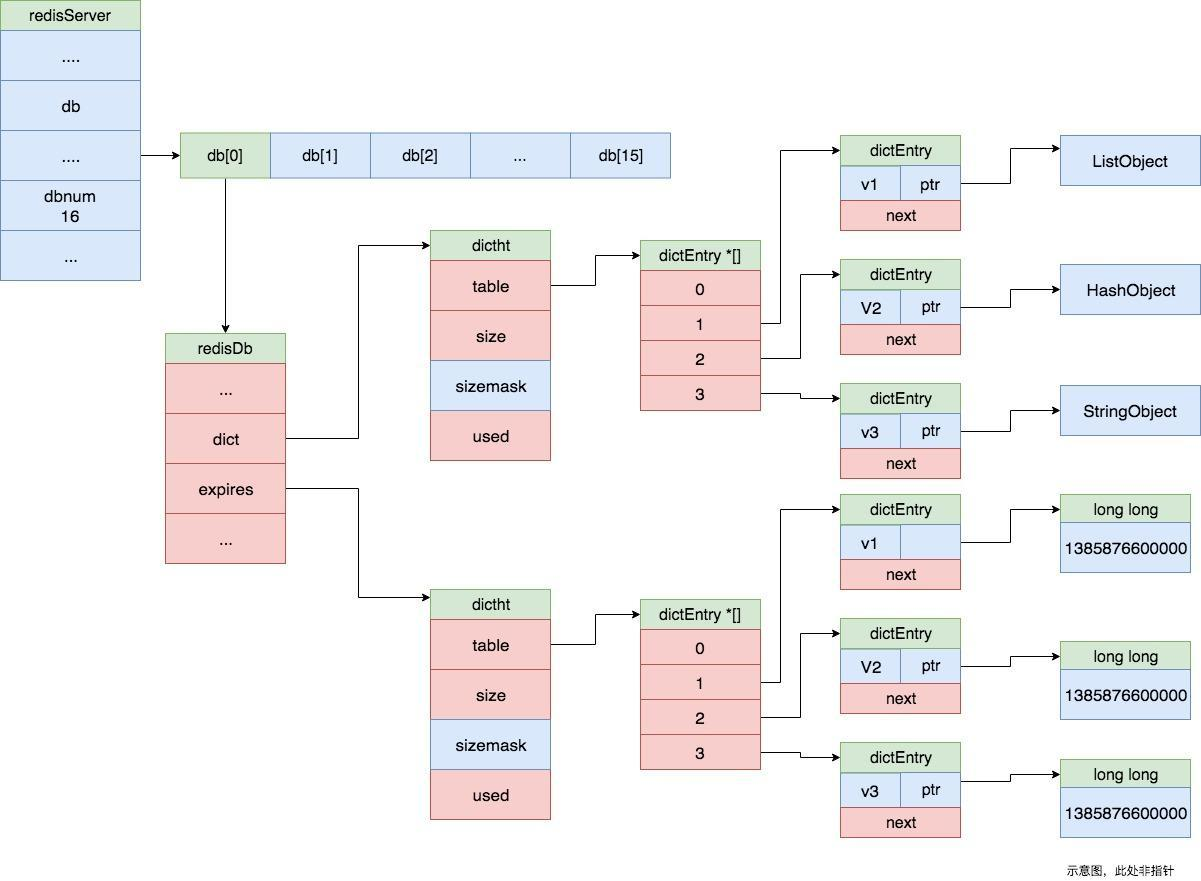 redisServer
....
db
....
dbnum
16
...
db[0] db[1] db[2] ... db[15]
redisDb
...
dict
expires
...
dictht
table
size
sizemask
used
dictEntry *[]
0
1
2
3
dictEntry
v1 ptr
next
ListObject
dictEntry
V2 ptr
next
HashObject
dictEntry
v3 ptr
next
StringObject
dictht
table
size
sizemask
used
dictEntry *[]
0
1
2
3
dictEntry
v1
next
long long
1385876600000
dictEntry
V2 ptr
next
long long
1385876600000
dictEntry
v3 ptr
next
long long
1385876600000
示意图，此处非指针